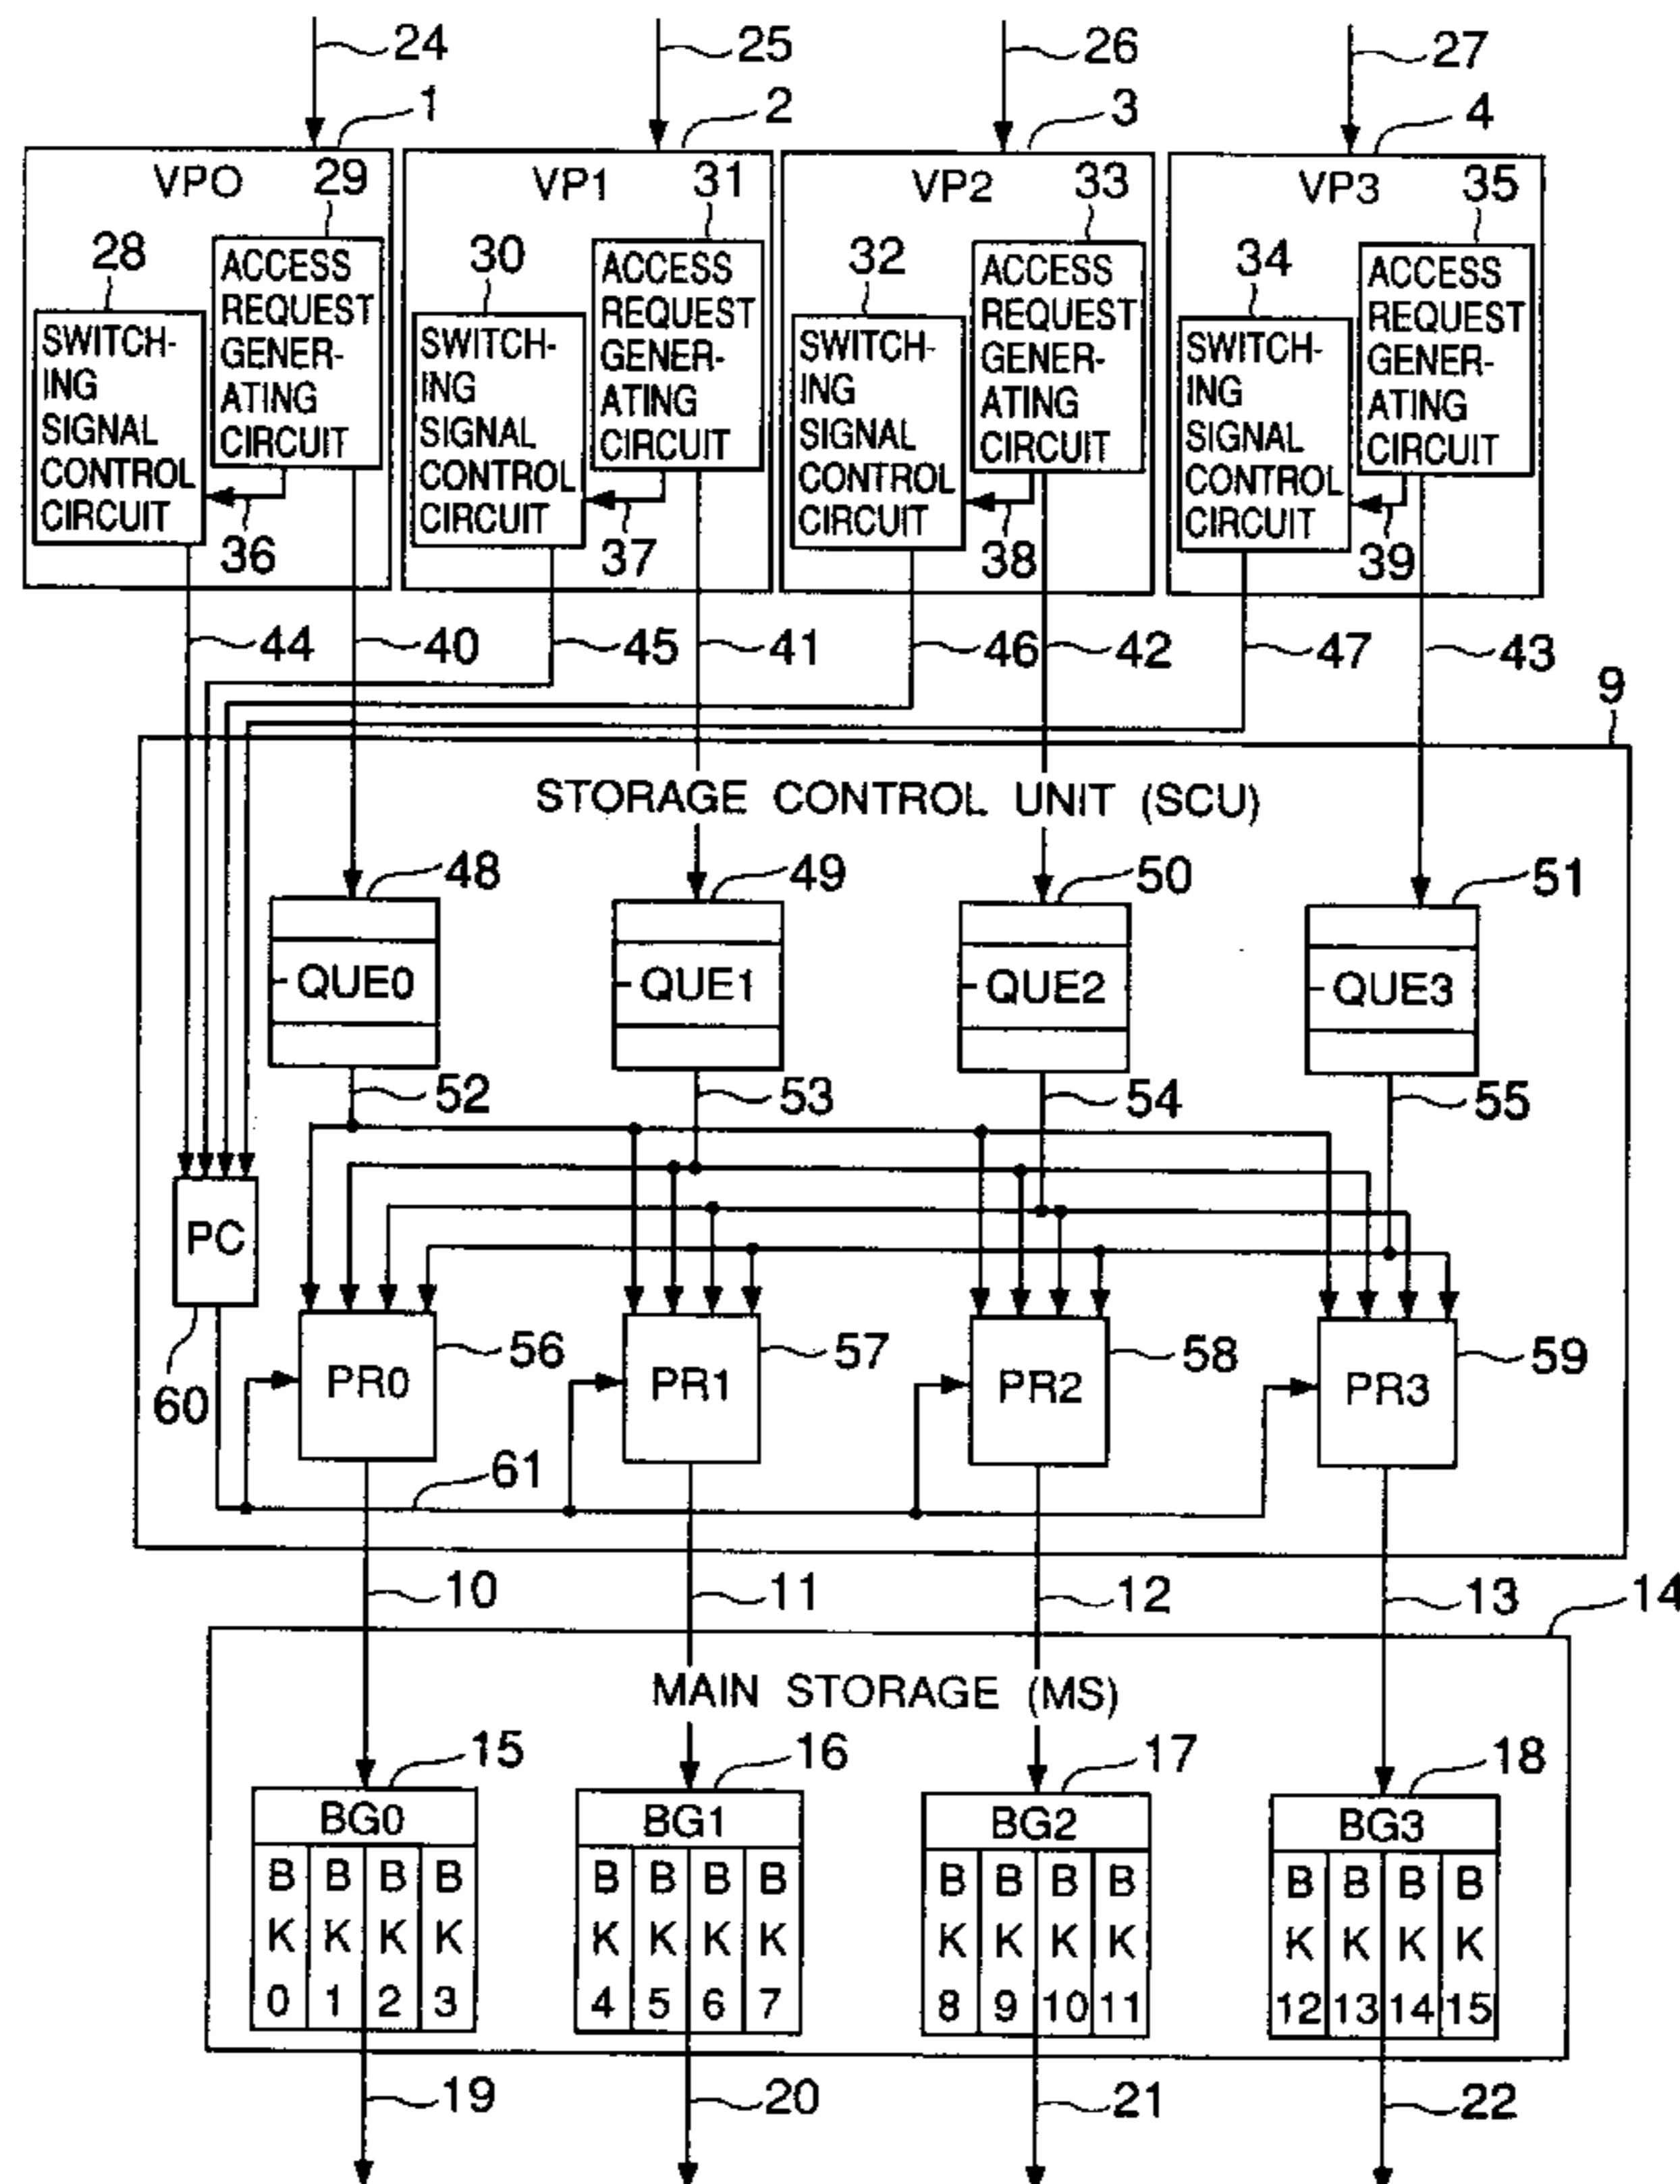 24
25
26
27
1
2
3
4
VPO
29
VP1
31
VP2
33
VP3
35
28
30
32
34
ACCESS
REQUEST
GENER-
ATING
CIRCUIT
ACCESS
REQUEST
GENER-
ATING
CIRCUIT
ACCESS
REQUEST
GENER-
ATING
CIRCUIT
ACCESS
REQUEST
GENER-
ATING
CIRCUIT
SWITCH-
ING
SIGNAL
CONTROL
CIRCUIT
SWITCH-
ING
SIGNAL
CONTROL
CIRCUIT
SWITCH-
ING
SIGNAL
CONTROL
CIRCUIT
SWITCH-
ING
SIGNAL
CONTROL
CIRCUIT
36
37
38
39
44
40
45
41
46
42
47
43
9
STORAGE CONTROL UNIT (SCU)
48
49
50
51
QUE0
QUE1
QUE2
QUE3
52
53
54
55
PC
60
PR0
56
PR1
57
PR2
58
PR3
59
61
10
11
12
13
14
MAIN STORAGE (MS)
15
16
17
18
BG0
BG1
BG2
BG3
B B B B
K K K K
0 1 2 3
B B B B
K K K K
4 5 6 7
B B B B
K K K K
8 9 10 11
B B B B
K K K K
12 13 14 15
19
20
21
22